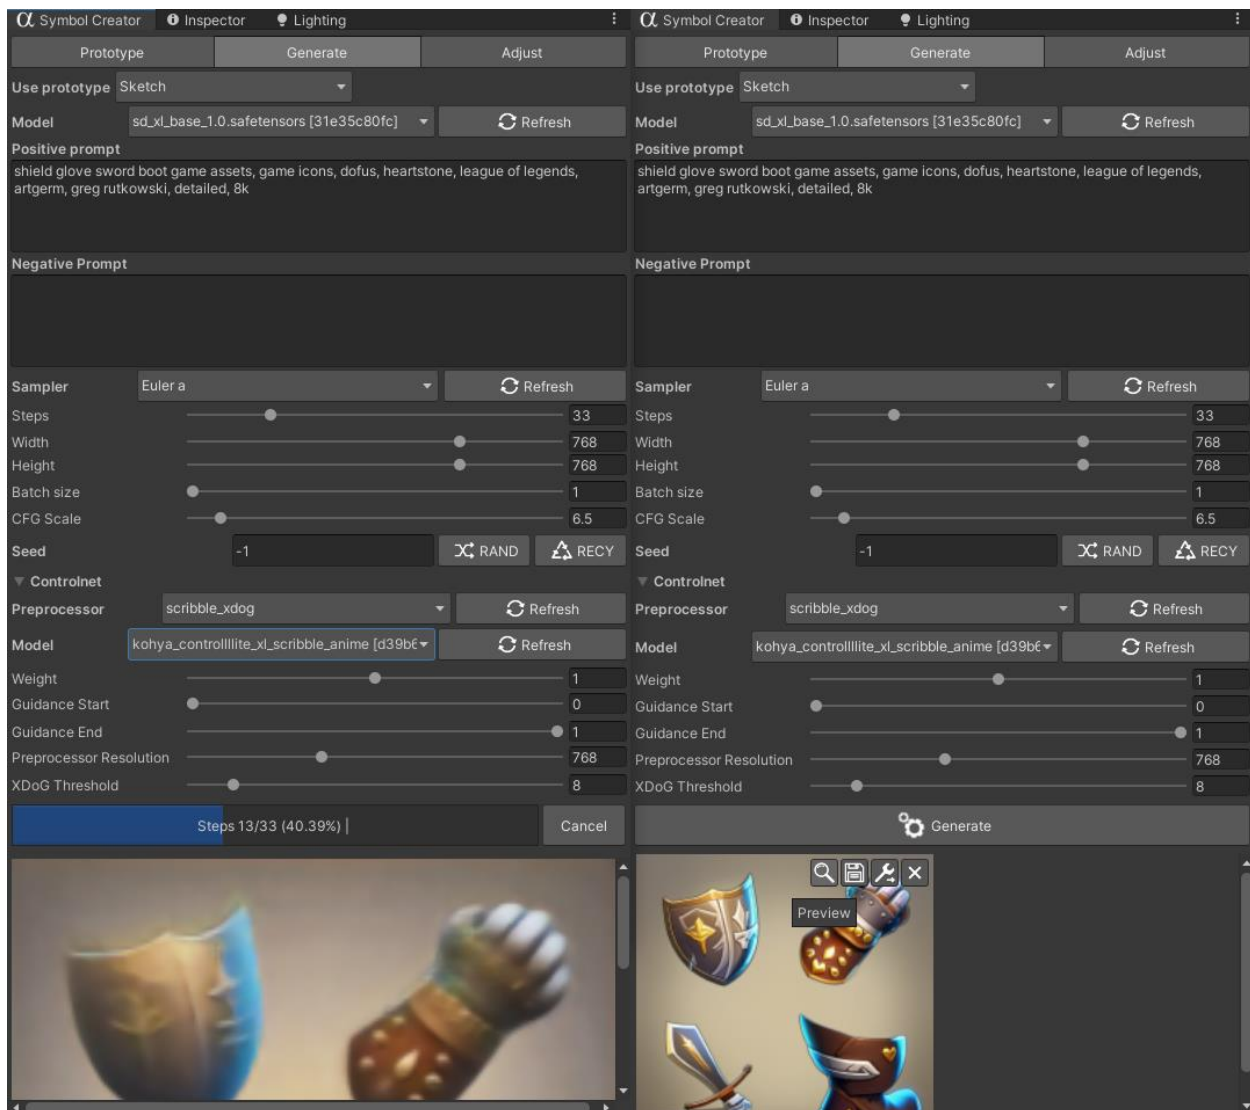 α Symbol Creator Inspector Lighting
Prototype Generate Adjust
Use prototype Sketch
Model sd_xl_base_1.0.safetensors [31e35c80fc] Refresh
Positive prompt
shield glove sword boot game assets, game icons, dofus, heartstone, league of legends,
artgerm, greg rutkowski, detailed, 8k
Negative Prompt
Sampler Euler a Refresh
Steps 33
Width 768
Height 768
Batch size 1
CFG Scale 6.5
Seed -1 RAND RECY
Controlnet
Preprocessor scribble_xdog Refresh
Model kohya_controllllite_xl_scribble_anime [d39b6 Refresh
Weight 1
Guidance Start 0
Guidance End 1
Preprocessor Resolution 768
XDoG Threshold 8
Steps 13/33 (40.39%) | Cancel
α Symbol Creator Inspector Lighting
Prototype Generate Adjust
Use prototype Sketch
Model sd_xl_base_1.0.safetensors [31e35c80fc] Refresh
Positive prompt
shield glove sword boot game assets, game icons, dofus, heartstone, league of legends,
artgerm, greg rutkowski, detailed, 8k
Negative Prompt
Sampler Euler a Refresh
Steps 33
Width 768
Height 768
Batch size 1
CFG Scale 6.5
Seed -1 RAND RECY
Controlnet
Preprocessor scribble_xdog Refresh
Model kohya_controllllite_xl_scribble_anime [d39b6 Refresh
Weight 1
Guidance Start 0
Guidance End 1
Preprocessor Resolution 768
XDoG Threshold 8
Generate
Preview